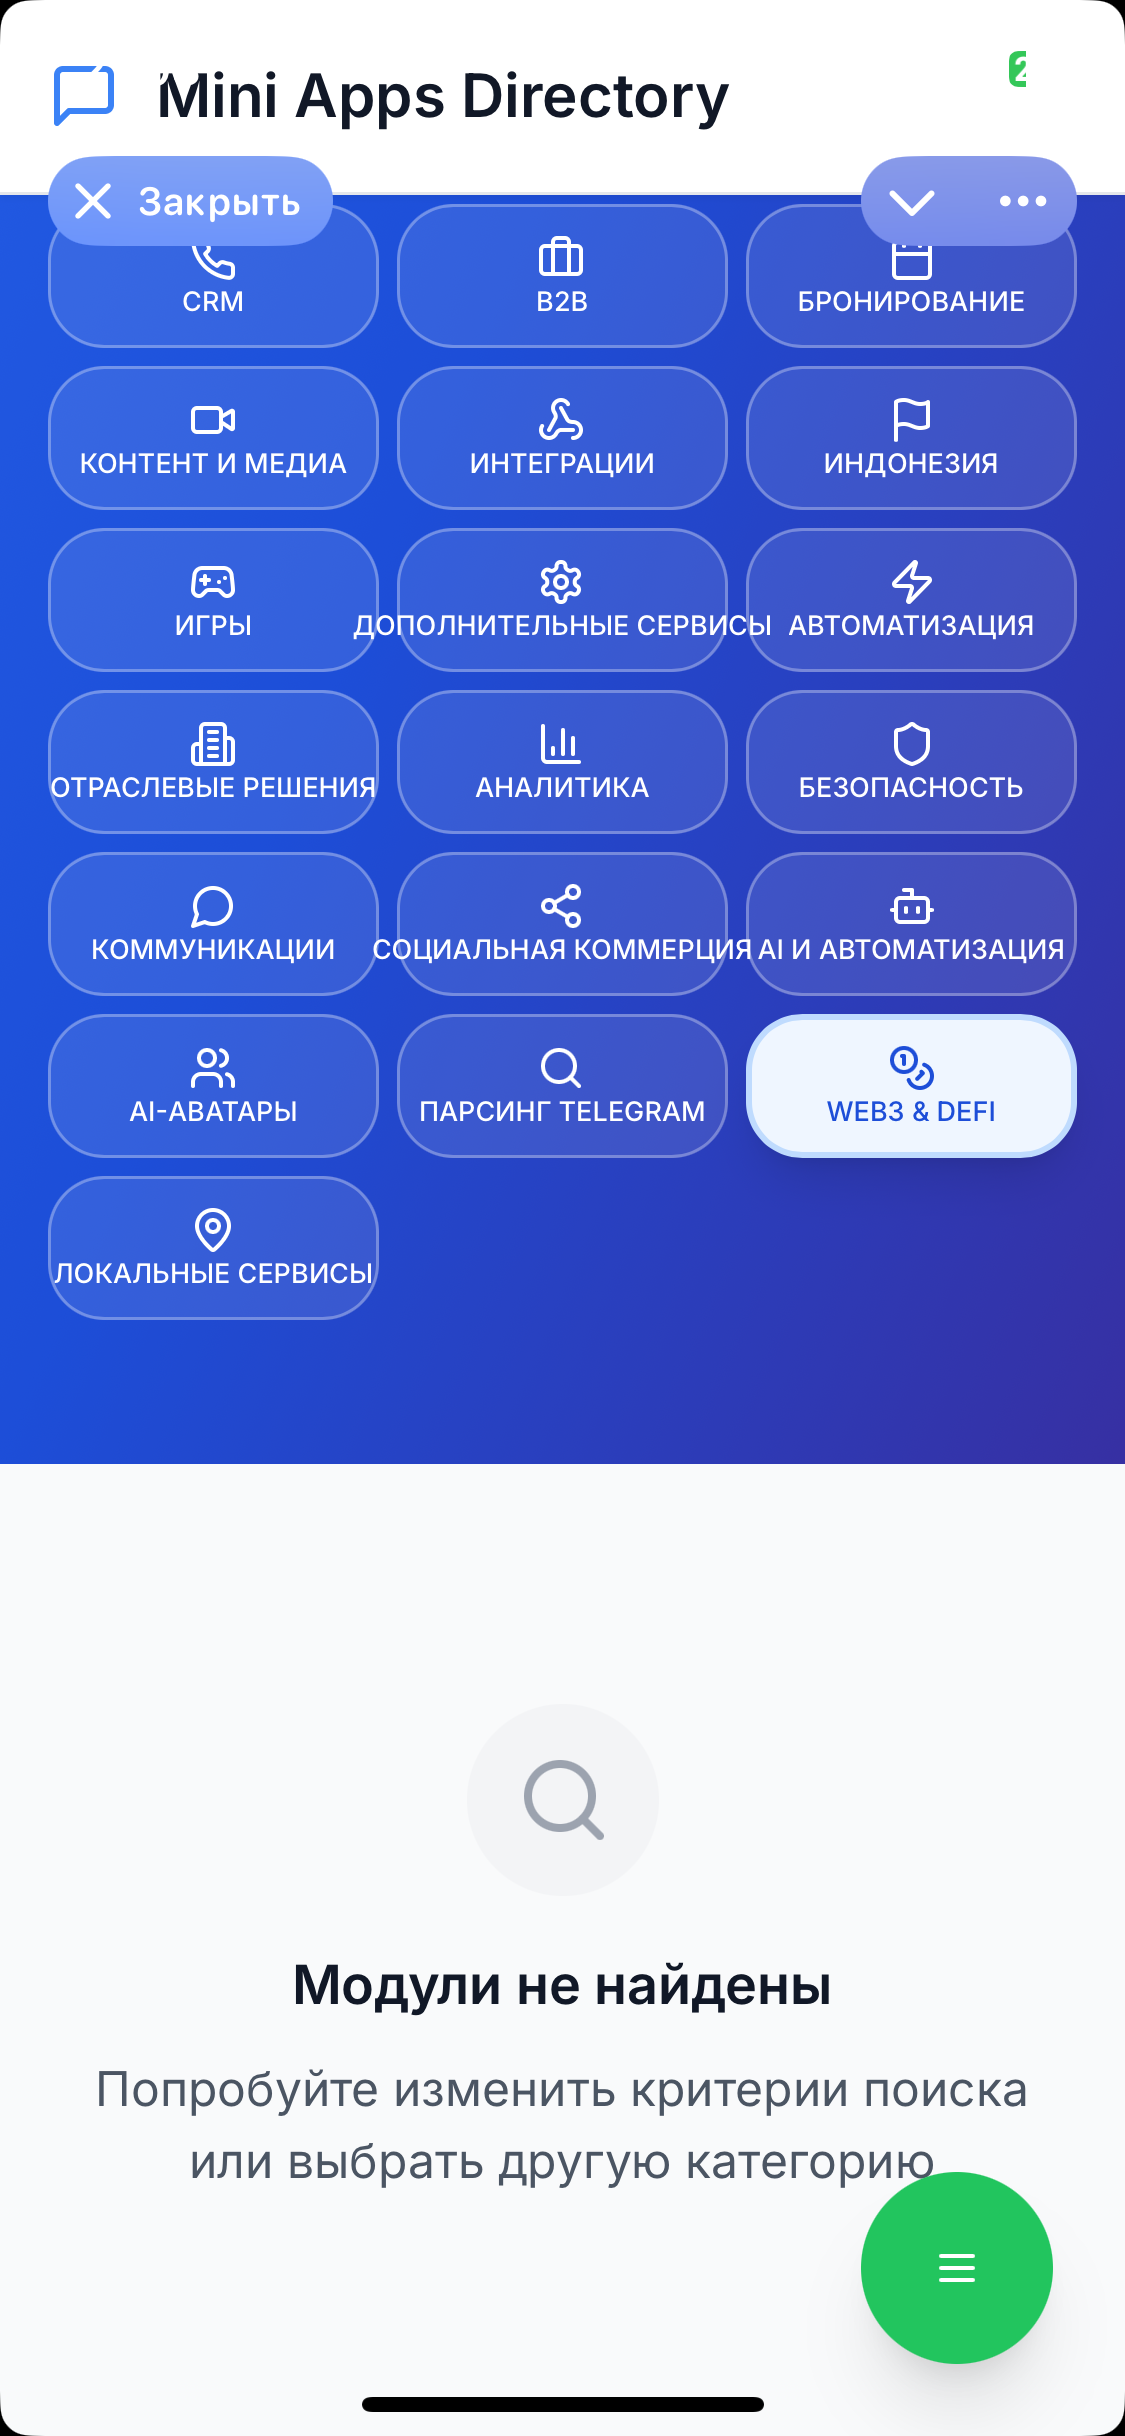 Mini Apps Directory
Закрыть
CRM
B2B
БРОНИРОВАНИЕ
КОНТЕНТ И МЕДИА
ИНТЕГРАЦИИ
ИНДОНЕЗИЯ
ИГРЫ
ДОПОЛНИТЕЛЬНЫЕ СЕРВИСЫ
АВТОМАТИЗАЦИЯ
ОТРАСЛЕВЫЕ РЕШЕНИЯ
АНАЛИТИКА
БЕЗОПАСНОСТЬ
КОММУНИКАЦИИ
СОЦИАЛЬНАЯ КОММЕРЦИЯ
AI И АВТОМАТИЗАЦИЯ
AI-АВАТАРЫ
ПАРСИНГ TELEGRAM
WEB3 & DEFI
ЛОКАЛЬНЫЕ СЕРВИСЫ
Модули не найдены
Попробуйте изменить критерии поиска
или выбрать другую категорию